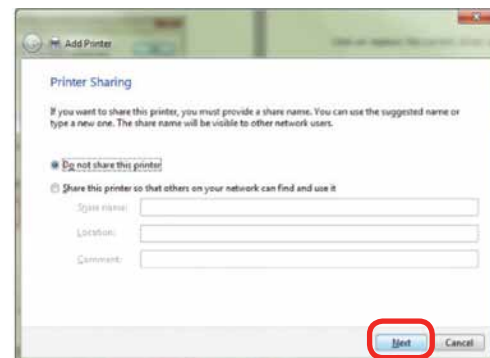 Add Printer
Printer Sharing
If you want to share this printer, you must provide a share name. You can use the suggested name or
type a new one. The share name will be visible to other network users.
Do not share this printer
Share this printer so that others on your network can find and use it
Share name:
Location:
Comment:
Next
Cancel